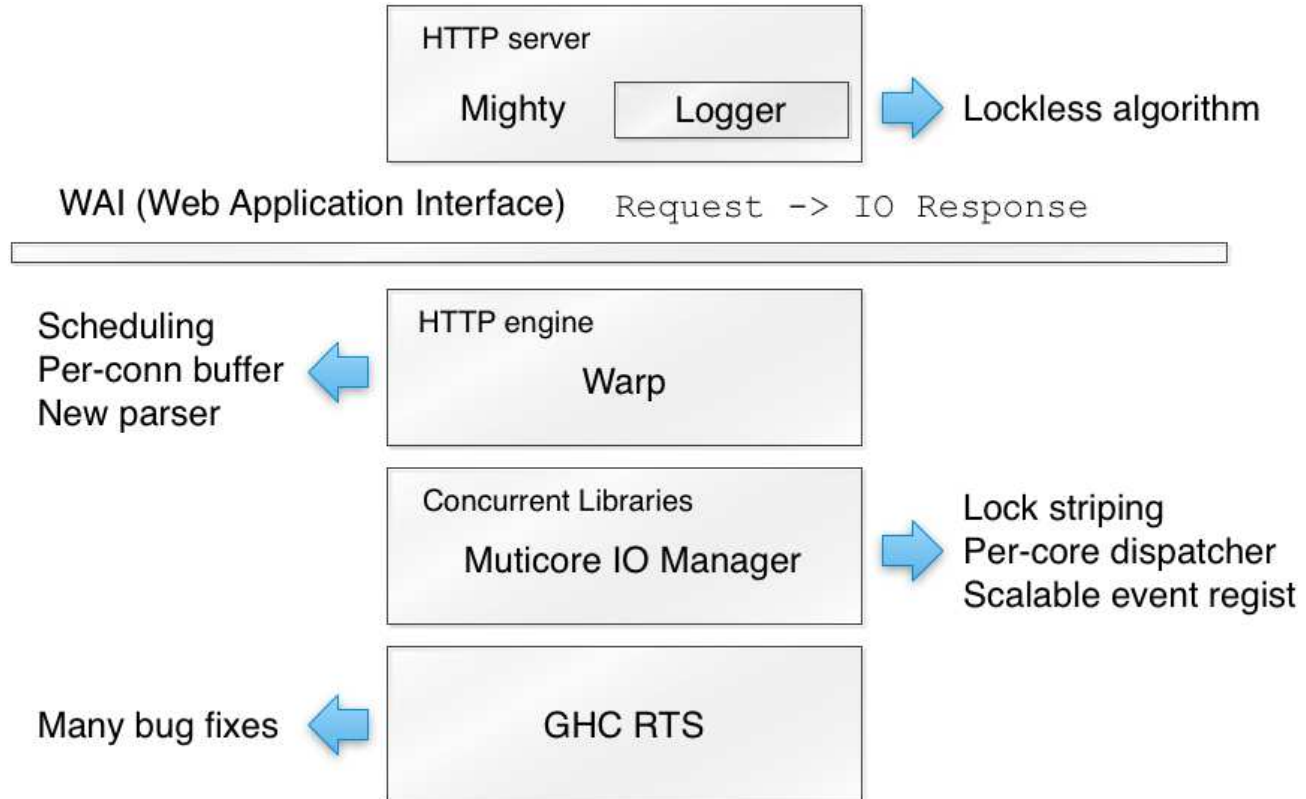 HTTP server
Mighty
Logger
Lockless algorithm
WAI (Web Application Interface) Request -> IO Response
Scheduling
Per-conn buffer
New parser
HTTP engine
Warp
Concurrent Libraries
Muticore IO Manager
Lock striping
Per-core dispatcher
Scalable event regist
Many bug fixes
GHC RTS